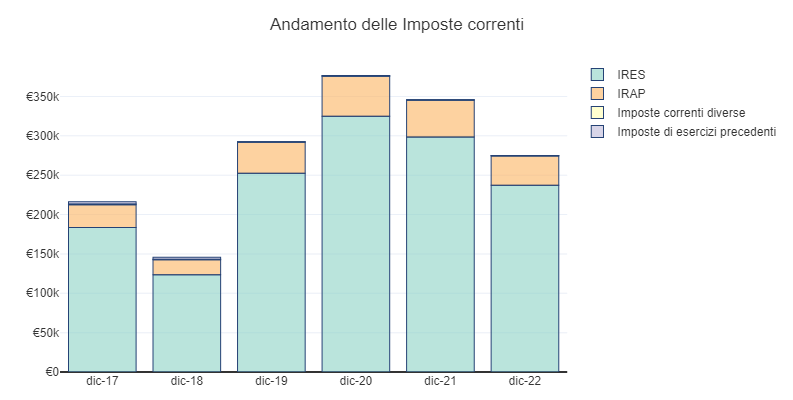 Andamento delle Imposte correnti
€350k
€300k
€250k
€200k
€150k
€100k
€50k
€0
dic-17
dic-18
dic-19
dic-20
dic-21
dic-22
IRES
IRAP
Imposte correnti diverse
Imposte di esercizi precedenti